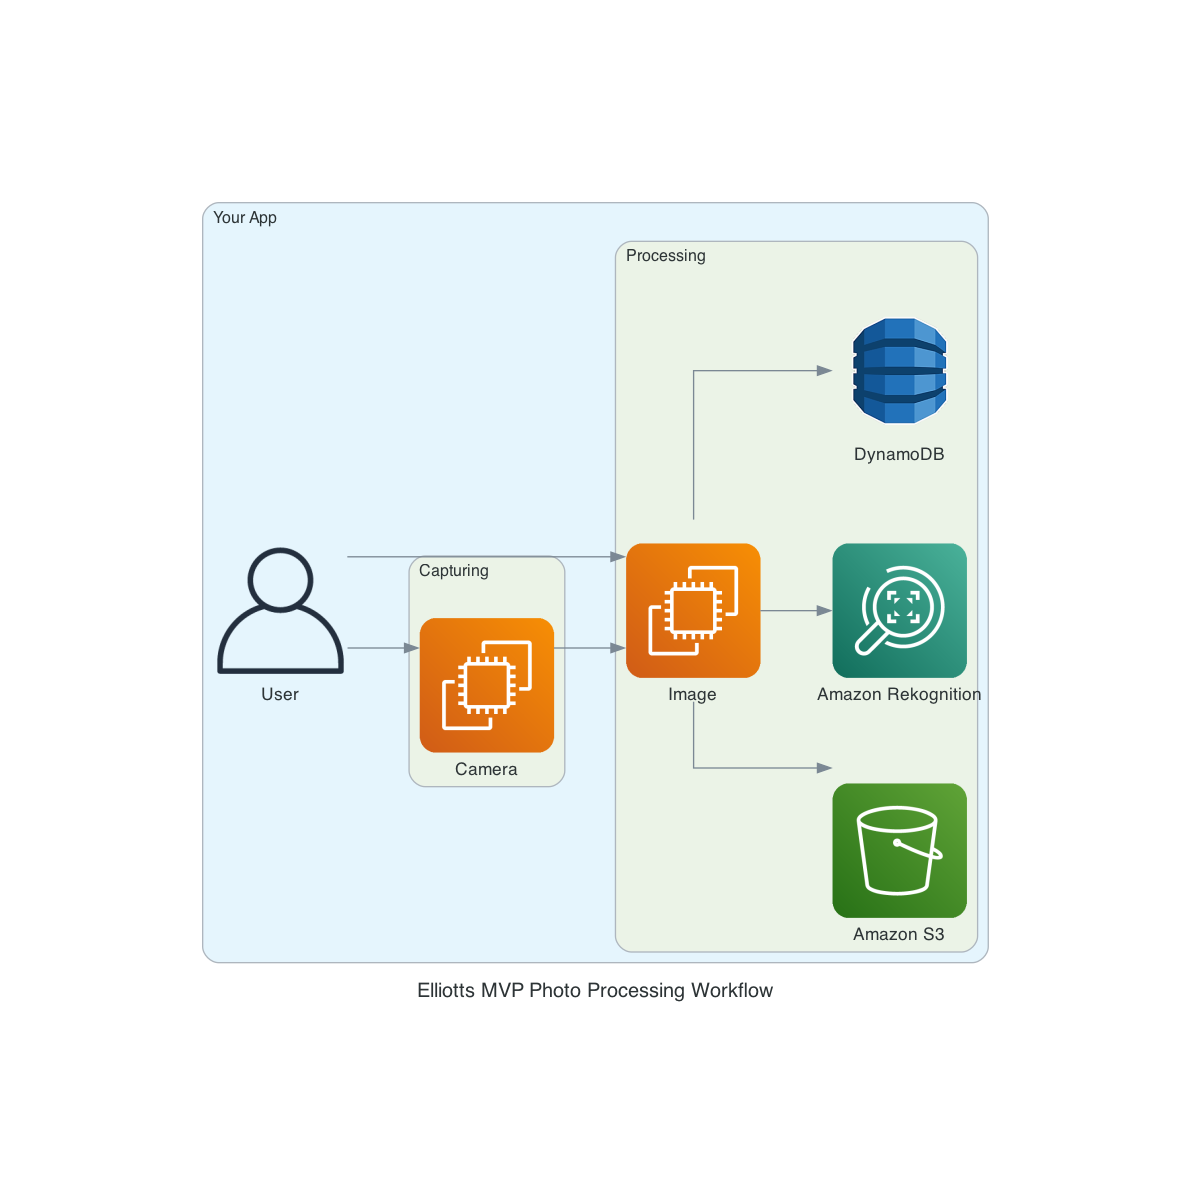 Your App
Processing
DynamoDB
Capturing
User
Camera
Image
Amazon Rekognition
Amazon S3
Elliotts MVP Photo Processing Workflow